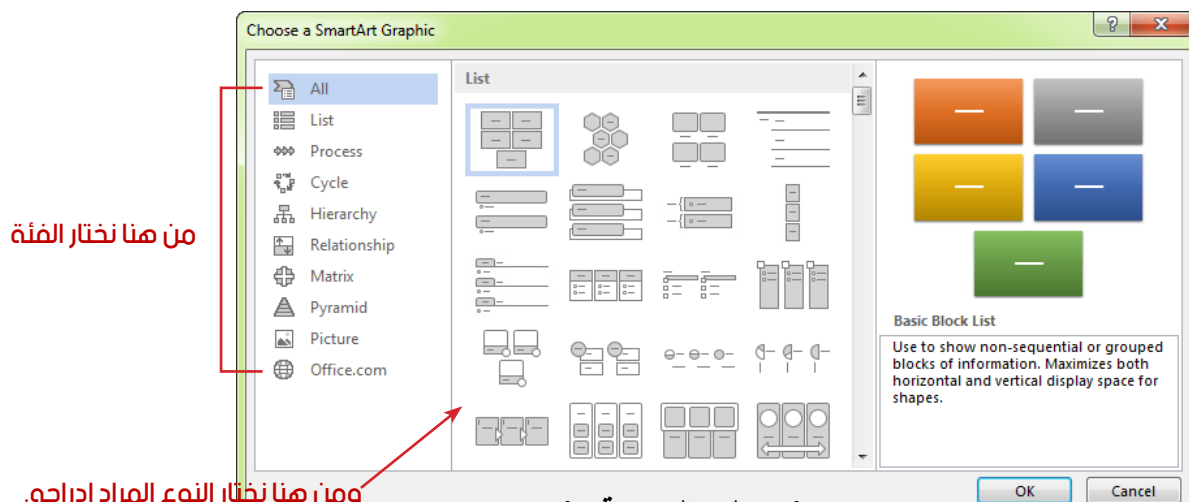 Choose a SmartArt Graphic
All
List
Process
Cycle
Hierarchy
Relationship
Matrix
Pyramid
Picture
Office.com
List
Basic Block List
Use to show non-sequential or grouped
blocks of information. Maximizes both
horizontal and vertical display space for
shapes.
OK
Cancel
من هنا نختار الفئة
ومن هنا نختار النوع المراد إدراجه.